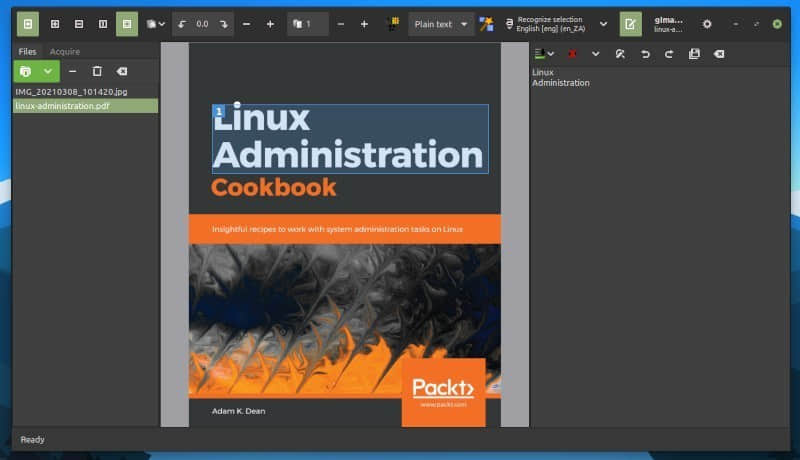 0.0
1
Plain text
Recognize selection
English [eng] (en_ZA)
gIma...
linux-a...
Files
Acquire
IMG_20210308_101420.jpg
linux-administration.pdf
1
Linux
Administration
Cookbook
Insightful recipes to work with system administration tasks on Linux
Packt>
www.packt.com
Adam K. Dean
Linux
Administration
Ready